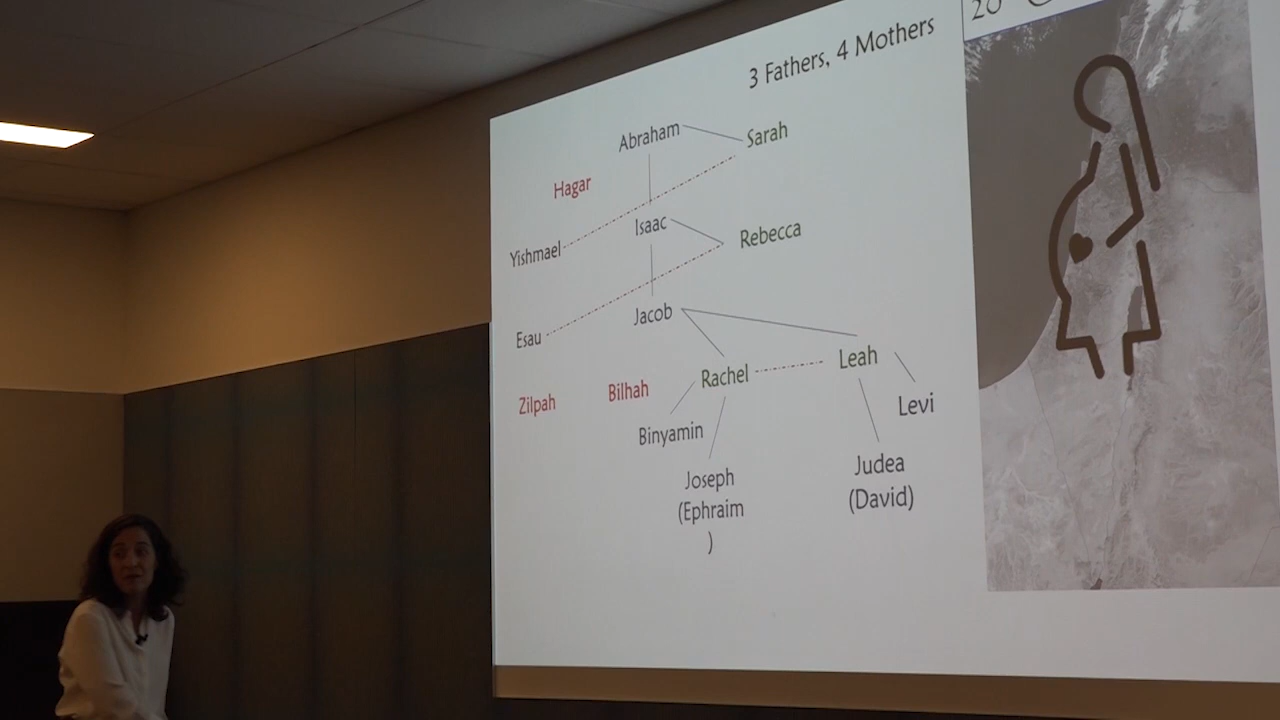 3 Fathers, 4 Mothers
Abraham
Sarah
Hagar
Isaac
Rebecca
Yishmael
Jacob
Esau
Rachel
Leah
Zilpah
Bilhah
Levi
Binyamin
Joseph
(Ephraim
)
Judea
(David)
20